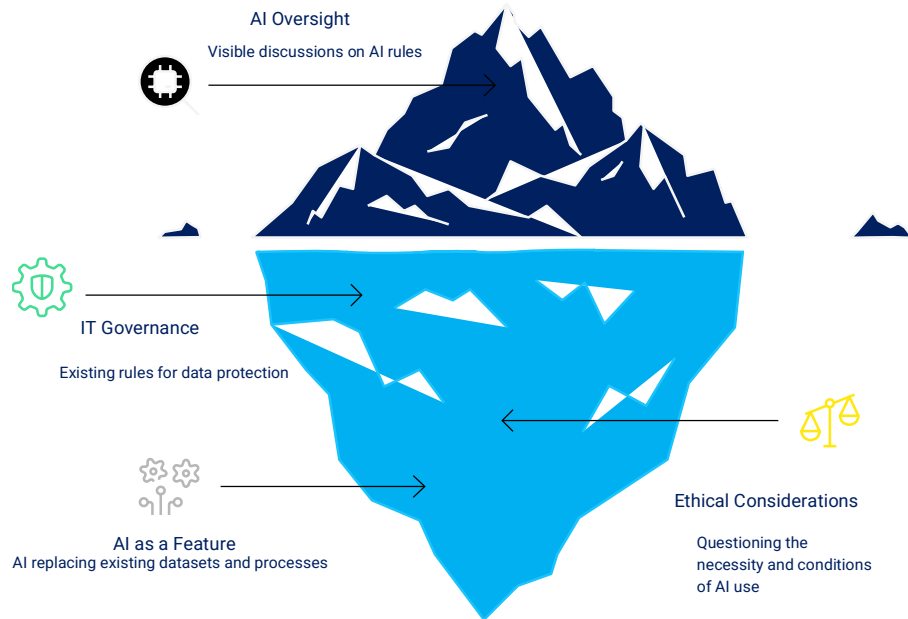 AI Oversight
Visible discussions on AI rules
IT Governance
Existing rules for data protection
Ethical Considerations
Questioning the
necessity and conditions
of AI use
AI as a Feature
AI replacing existing datasets and processes